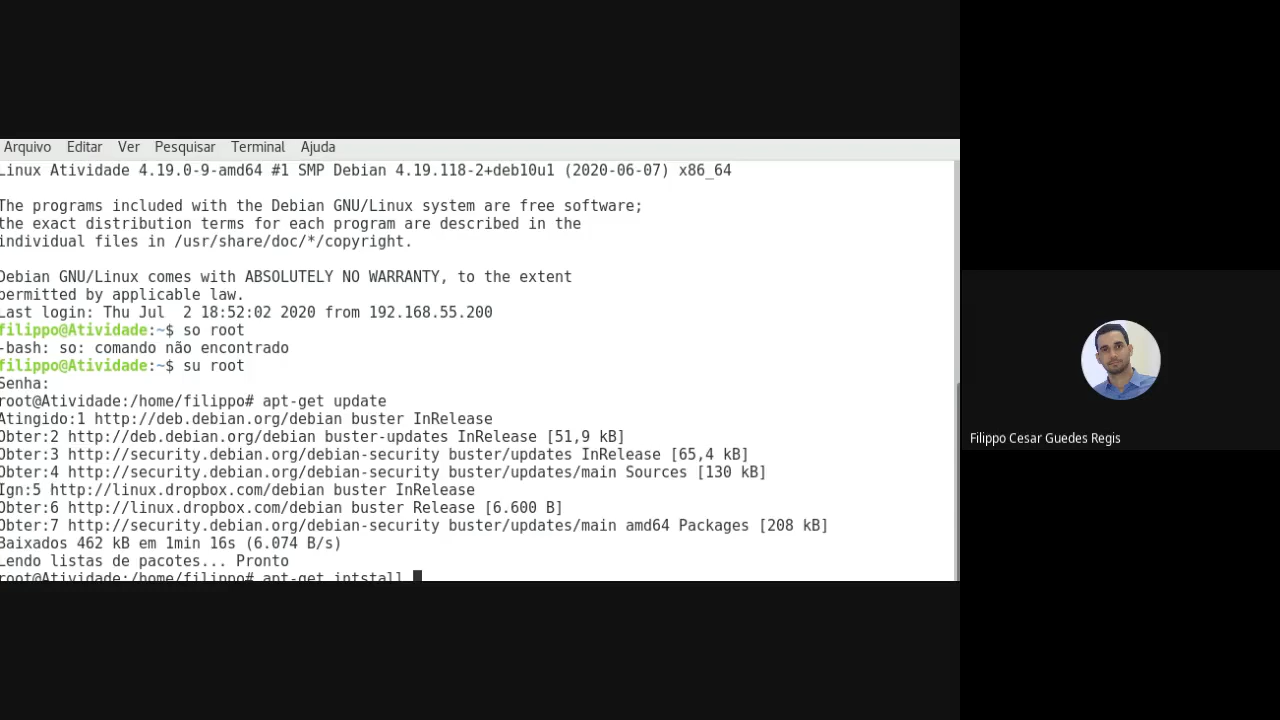 Arquivo Editar Ver Pesquisar Terminal Ajuda
Linux Atividade 4.19.0-9-amd64 #1 SMP Debian 4.19.118-2+deb10u1 (2020-06-07) x86_64
The programs included with the Debian GNU/Linux system are free software;
the exact distribution terms for each program are described in the
individual files in /usr/share/doc/*/copyright.
Debian GNU/Linux comes with ABSOLUTELY NO WARRANTY, to the extent
permitted by applicable law.
Last login: Thu Jul  2 18:52:02 2020 from 192.168.55.200
filippo@Atividade:~$ so root
-bash: so: comando não encontrado
filippo@Atividade:~$ su root
Senha:
root@Atividade:/home/filippo# apt-get update
Atingido:1 http://deb.debian.org/debian buster InRelease
Obter:2 http://deb.debian.org/debian buster-updates InRelease [51,9 kB]
Obter:3 http://security.debian.org/debian-security buster/updates InRelease [65,4 kB]
Obter:4 http://security.debian.org/debian-security buster/updates/main Sources [130 kB]
Ign:5 http://linux.dropbox.com/debian buster InRelease
Obter:6 http://linux.dropbox.com/debian buster Release [6.600 B]
Obter:7 http://security.debian.org/debian-security buster/updates/main amd64 Packages [208 kB]
Baixados 462 kB em 1min 16s (6.074 B/s)
Lendo listas de pacotes... Pronto
root@Atividade:/home/filippo# apt-get intstall
Filippo Cesar Guedes Regis